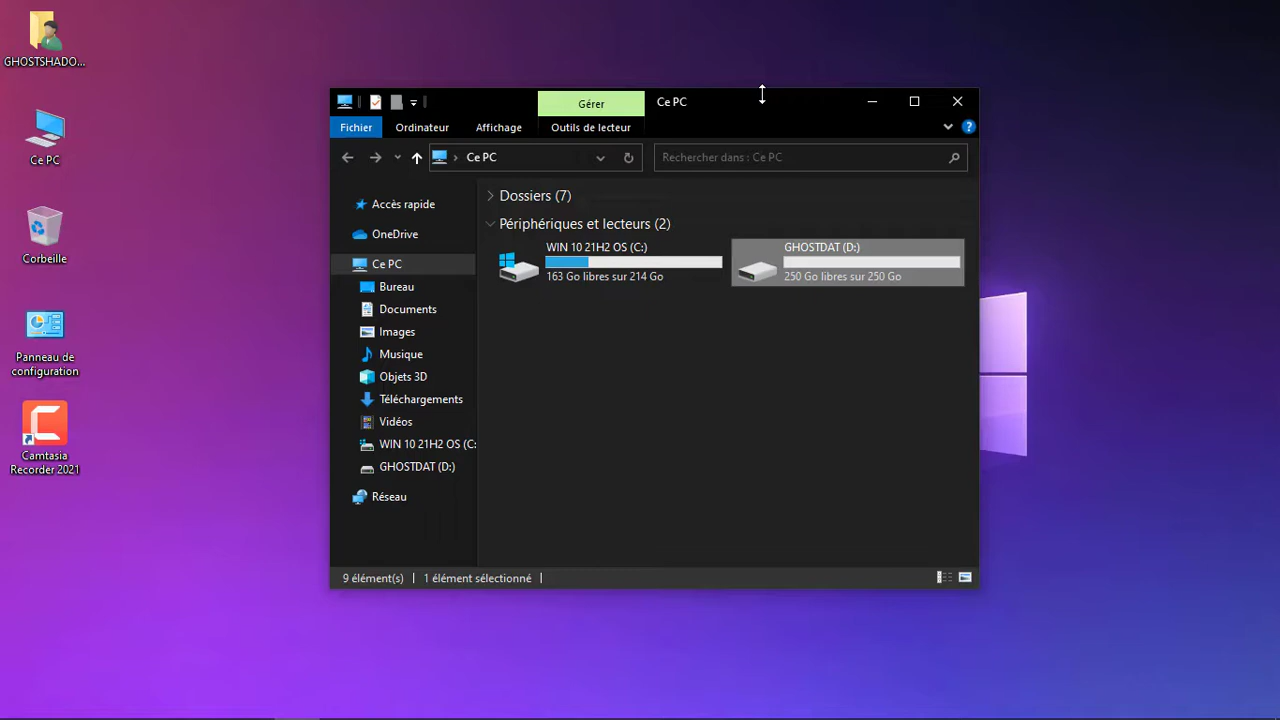 GHOSTSHADO...
Ce PC
Corbeille
Panneau de
configuration
Camtasia
Recorder 2021
Gérer
Ce PC
Fichier
Ordinateur
Affichage
Outils de lecteur
Ce PC
Rechercher dans : Ce PC
Accès rapide
OneDrive
Ce PC
Bureau
Documents
Images
Musique
Objets 3D
Téléchargements
Vidéos
WIN 10 21H2 OS (C:
GHOSTDAT (D:)
Réseau
Dossiers (7)
Périphériques et lecteurs (2)
WIN 10 21H2 OS (C:)
163 Go libres sur 214 Go
GHOSTDAT (D:)
250 Go libres sur 250 Go
9 élément(s)
1 élément sélectionné